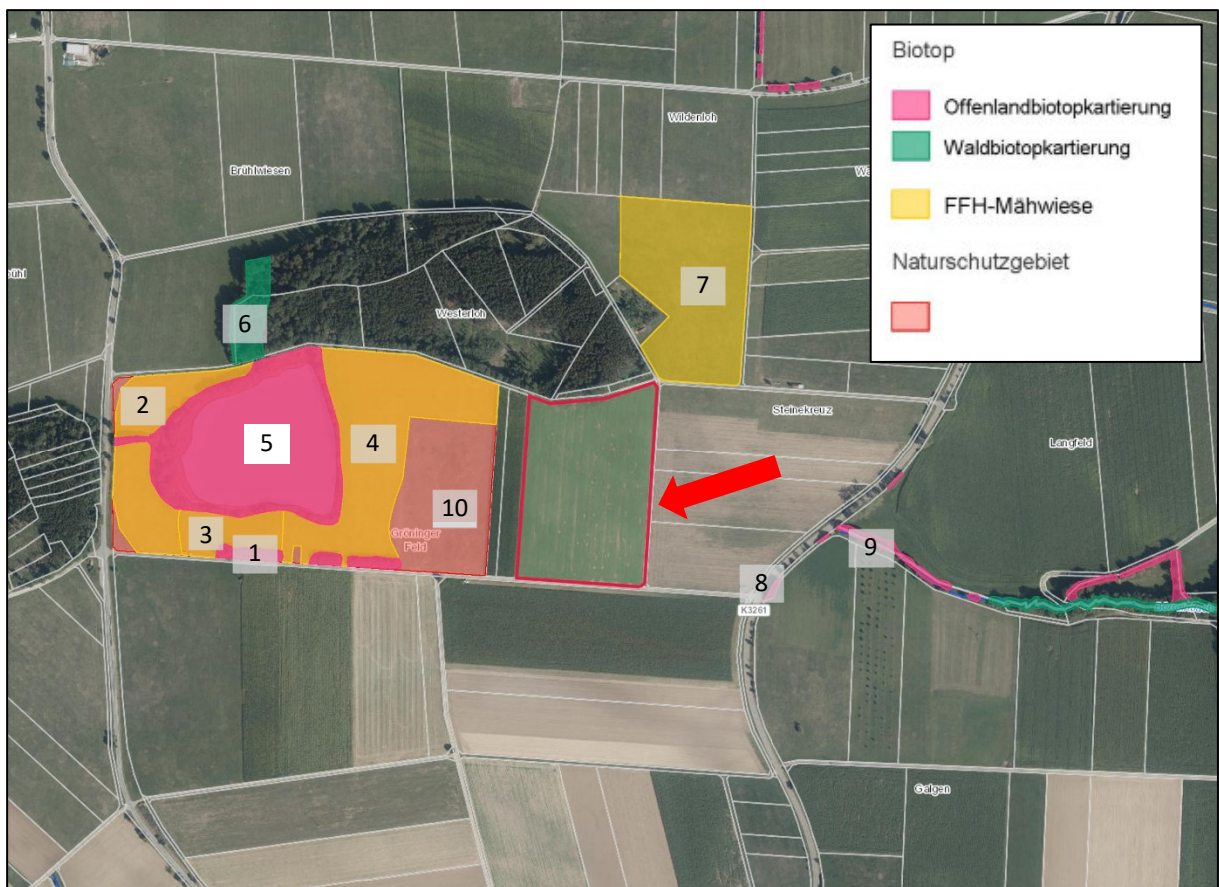 Biotop
Offenlandbiotopkartierung
Waldbiotopkartierung
FFH-Mähwiese
Naturschutzgebiet
Wildenloh
Brühlwiesen
Westerloh
7
6
2
5
4
Steinekreuz
Langfeld
10
3
1
Gröninger
Feld
9
8
K3261
Galgen